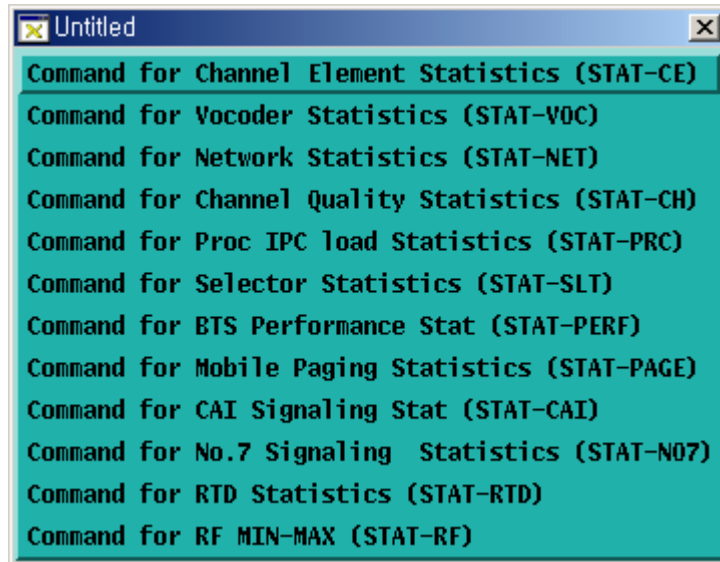 Untitled
Command for Channel Element Statistics (STAT-CE)
Command for Vocoder Statistics (STAT-VOC)
Command for Network Statistics (STAT-NET)
Command for Channel Quality Statistics (STAT-CH)
Command for Proc IPC load Statistics (STAT-PRC)
Command for Selector Statistics (STAT-SLT)
Command for BTS Performance Stat (STAT-PERF)
Command for Mobile Paging Statistics (STAT-PAGE)
Command for CAI Signaling Stat (STAT-CAI)
Command for No.7 Signaling  Statistics (STAT-NO7)
Command for RTD Statistics (STAT-RTD)
Command for RF MIN-MAX (STAT-RF)